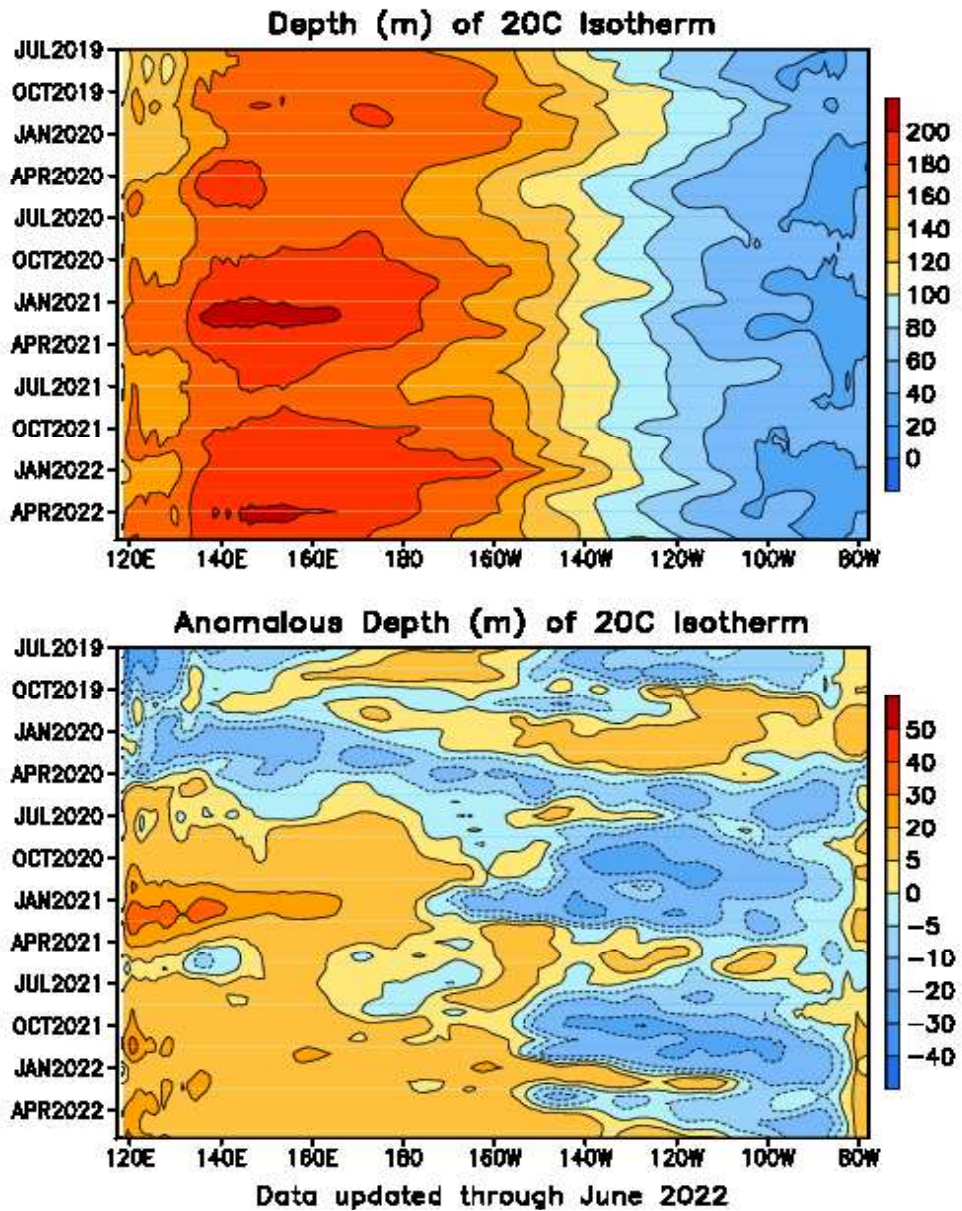 Depth (m) of 20C Isotherm
JUL2019
OCT2019
JAN2020
APR2020
JUL2020
OCT2020
JAN2021
APR2021
JUL2021
OCT2021
JAN2022
APR2022
120E 140E 160E 180 160W 140W 120W 100W 80W
200
180
160
140
120
100
80
60
40
20
0
Anomalous Depth (m) of 20C Isotherm
JUL2019
OCT2019
JAN2020
APR2020
JUL2020
OCT2020
JAN2021
APR2021
JUL2021
OCT2021
JAN2022
APR2022
120E 140E 160E 180 160W 140W 120W 100W 80W
50
40
30
20
5
0
-5
-10
-20
-30
-40
Data updated through June 2022